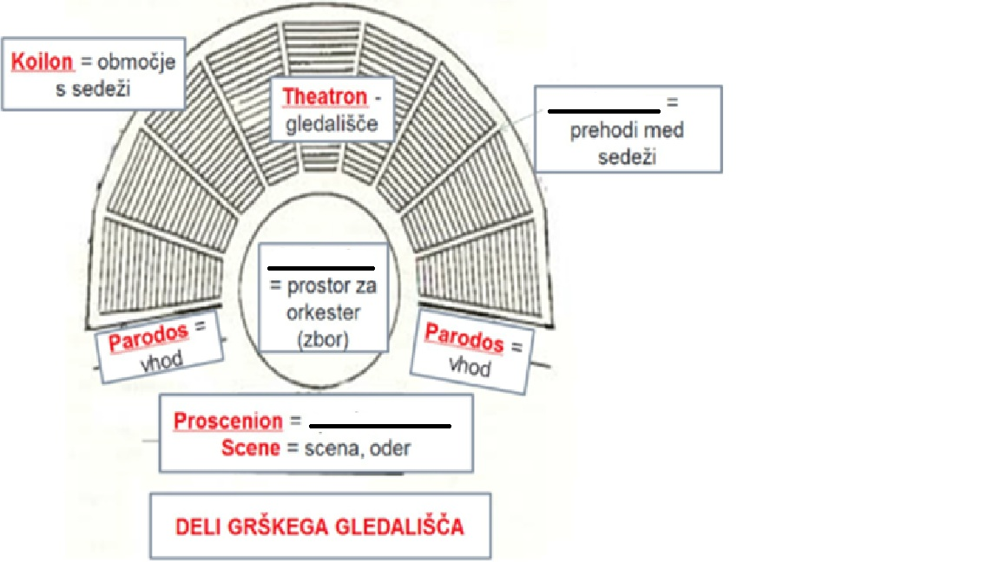 Koilon = območje
s sedeži
Theatron -
gledališče
=
prehodi med
sedeži
= prostor za
orkester
(zbor)
Parodos =
vhod
Parodos =
vhod
Proscenion =
Scene = scena, oder
DELI GRŠKEGA GLEDALIŠČA